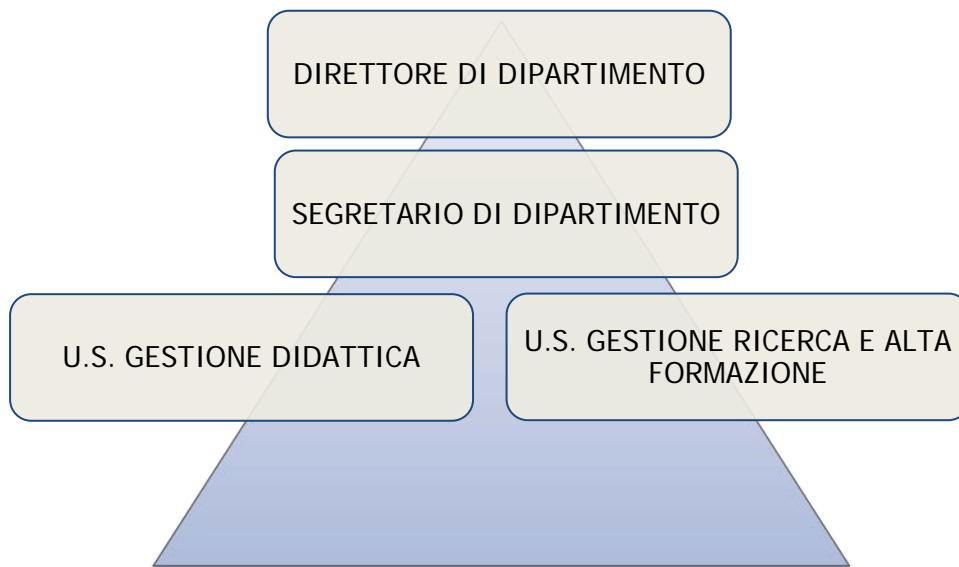 DIRETTORE DI DIPARTIMENTO
SEGRETARIO DI DIPARTIMENTO
U.S. GESTIONE DIDATTICA
U.S. GESTIONE RICERCA E ALTA
FORMAZIONE